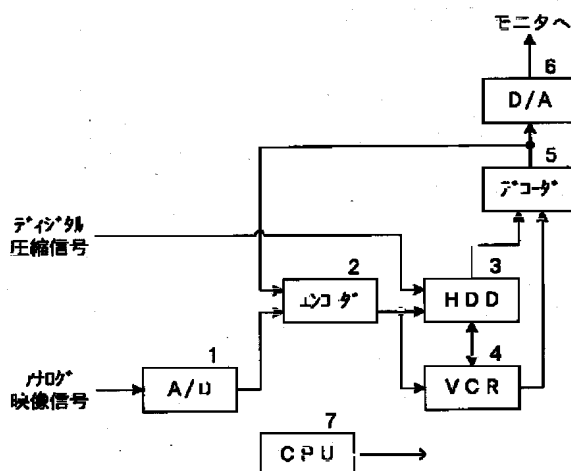 モニタへ
6
D/A
5
デコーダ
ディジタル
圧縮信号
2
エンコーダ
3
HDD
4
VCR
アナログ
映像信号
1
A/D
7
CPU